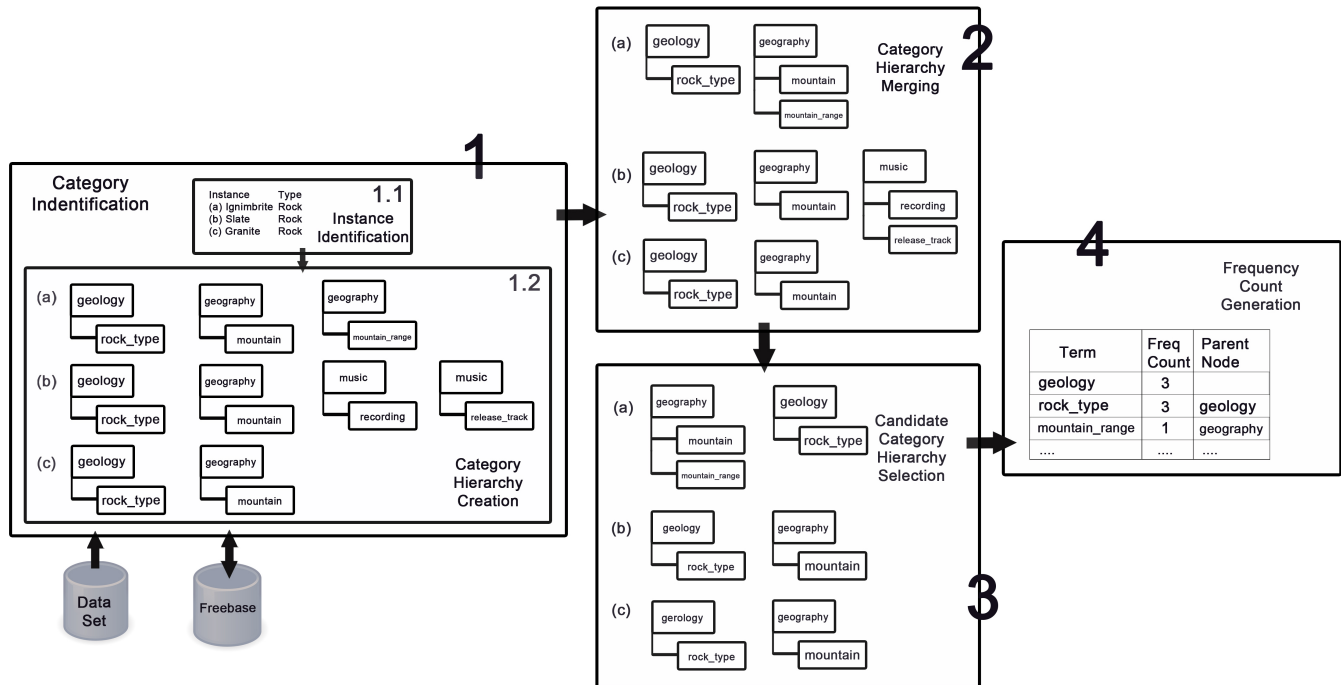 1
Category
Indentification
1.1
Instance Type
(a) Ignimbrite Rock
(b) Slate Rock
(c) Granite Rock
Instance
Identification
1.2
(a)
geology
rock_type
geography
mountain
geography
mountain_range
(b)
geology
rock_type
geography
mountain
music
recording
music
release_track
(c)
geology
rock_type
geography
mountain
Category
Hierarchy
Creation
Data
Set
Freebase
2
Category
Hierarchy
Merging
(a)
geology
rock_type
geography
mountain
mountain_range
(b)
geology
rock_type
geography
mountain
music
recording
release_track
(c)
geology
rock_type
geography
mountain
3
Candidate
Category
Hierarchy
Selection
(a)
geography
mountain
mountain_range
geology
rock_type
(b)
geology
rock_type
geography
mountain
(c)
gerology
rock_type
geography
mountain
4
Frequency
Count
Generation
Term Freq Count Parent Node
geology 3
rock_type 3 geology
mountain_range 1 geography
.... .... ....